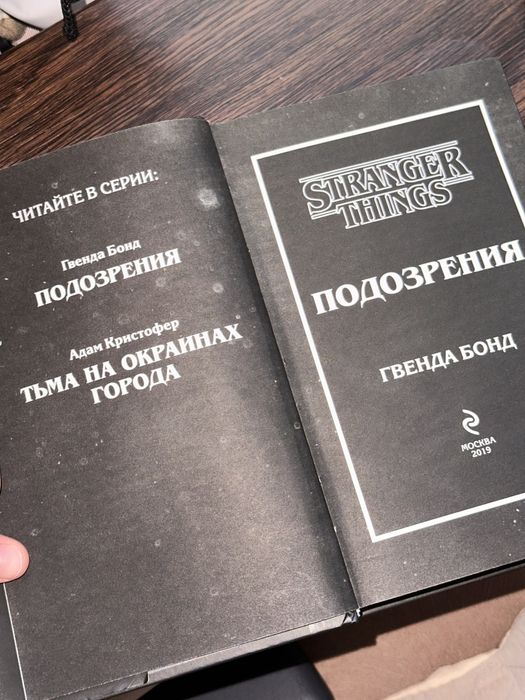 ЧИТАЙТЕ В СЕРИИ:
Гвенда Бонд
ПОДОЗРЕНИЯ
Адам Кристофер
ТЬМА НА ОКРАИНАХ
ГОРОДА
STRANGER
THINGS
ПОДОЗРЕНИЯ
ГВЕНДА БОНД
МОСКВА
2019